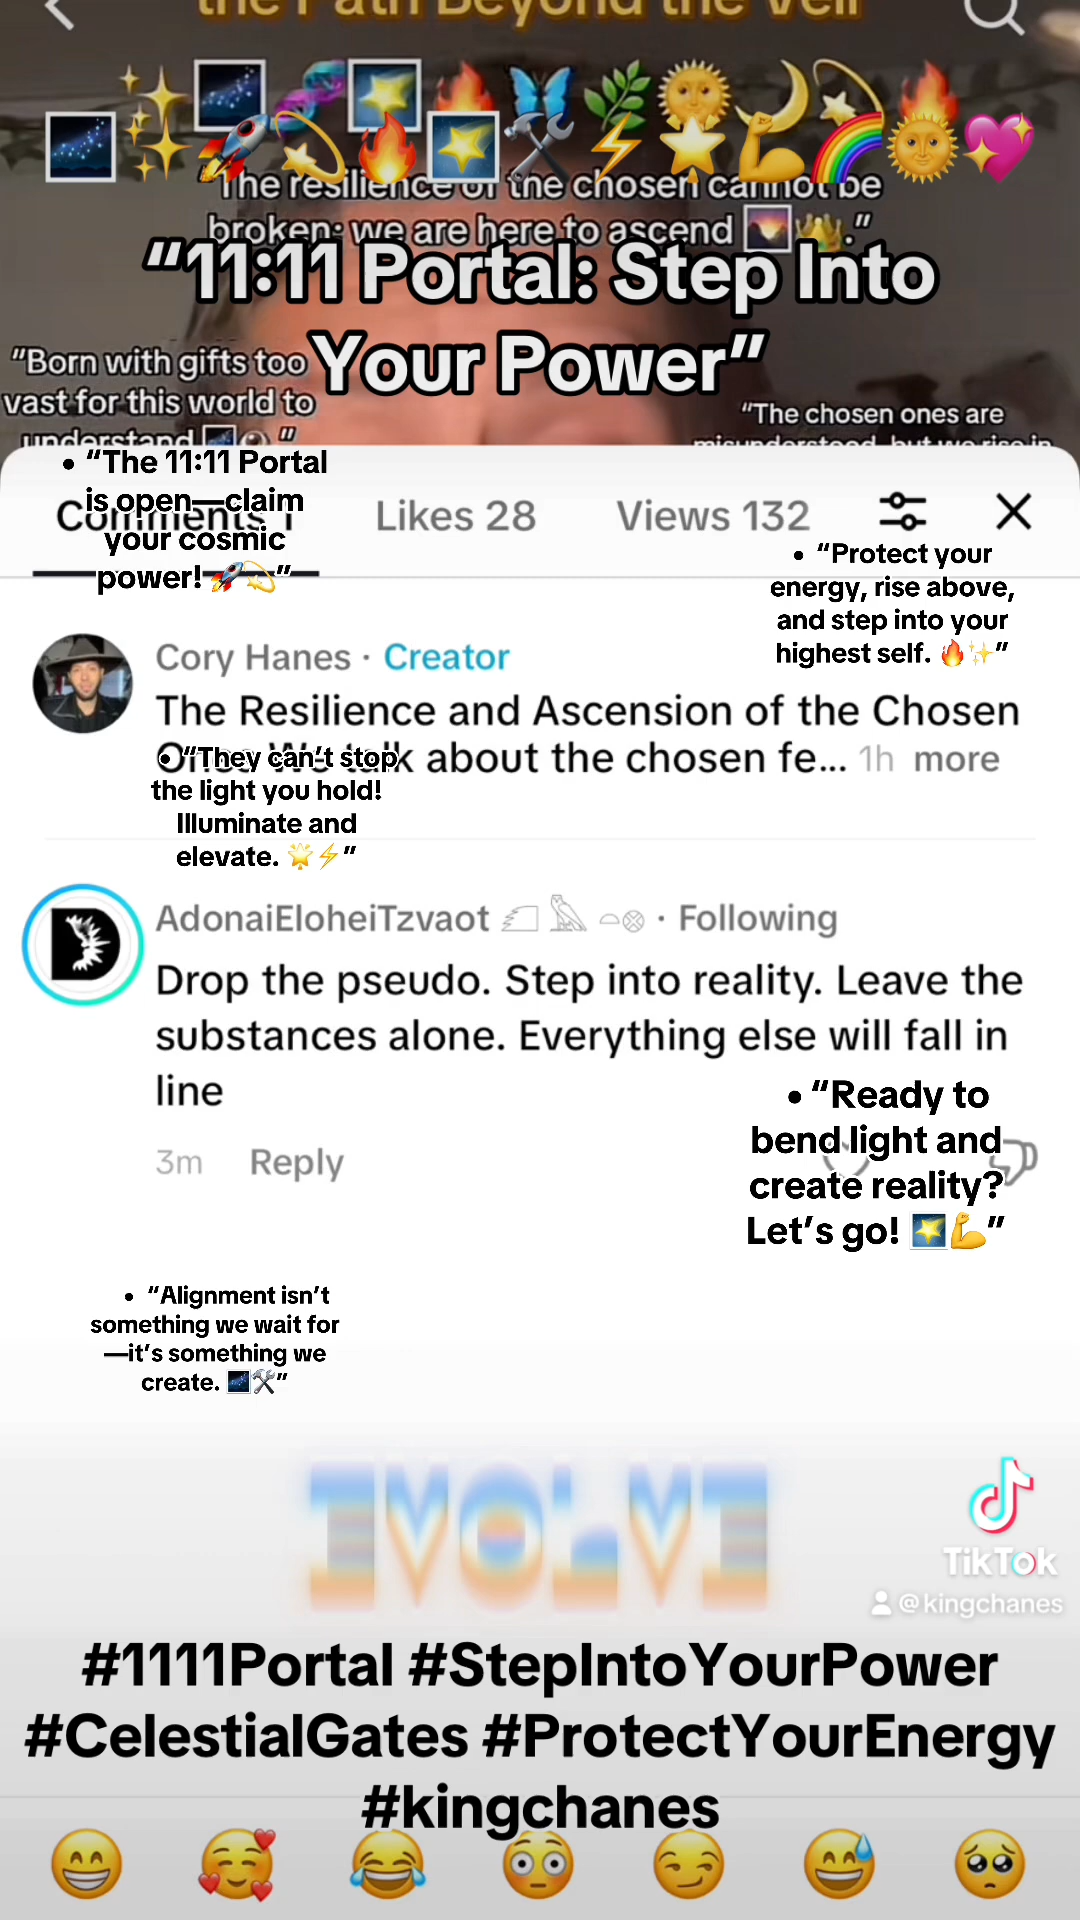 the Path Beyond the Veil
"The resilience of the chosen cannot be
broken: we are here to ascend 🌄👑."
"11:11 Portal: Step Into
Your Power"
"Born with gifts too
vast for this world to
understand 🌌👁️."
"The chosen ones are
misunderstood, but we rise in
• "The 11:11 Portal
is open—claim
your cosmic
power! 🚀💫"
Comments 1
Likes 28
Views 132
• "Protect your
energy, rise above,
and step into your
highest self. 🔥✨"
Cory Hanes · Creator
The Resilience and Ascension of the Chosen
Ones We talk about the chosen fe... 1h more
• "They can't stop
the light you hold!
Illuminate and
elevate. 🌟⚡"
AdonaiEloheiTzvaot · Following
Drop the pseudo. Step into reality. Leave the
substances alone. Everything else will fall in
line
3m Reply
• "Ready to
bend light and
create reality?
Let's go! 🌠💪"
• "Alignment isn't
something we wait for
—it's something we
create. 🌌🛠️"
EVOLVE
TikTok
@kingchanes
#1111Portal #StepIntoYourPower
#CelestialGates #ProtectYourEnergy
#kingchanes